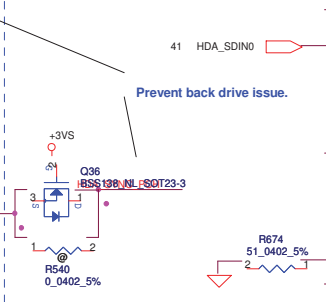 41 HDA_SDIN0
Prevent back drive issue.
+3VS
G
2
Q36
BSS138_NL_SOT23-3
3 S D 1
1 2
@
R540
0_0402_5%
R674
51_0402_5%
2 1